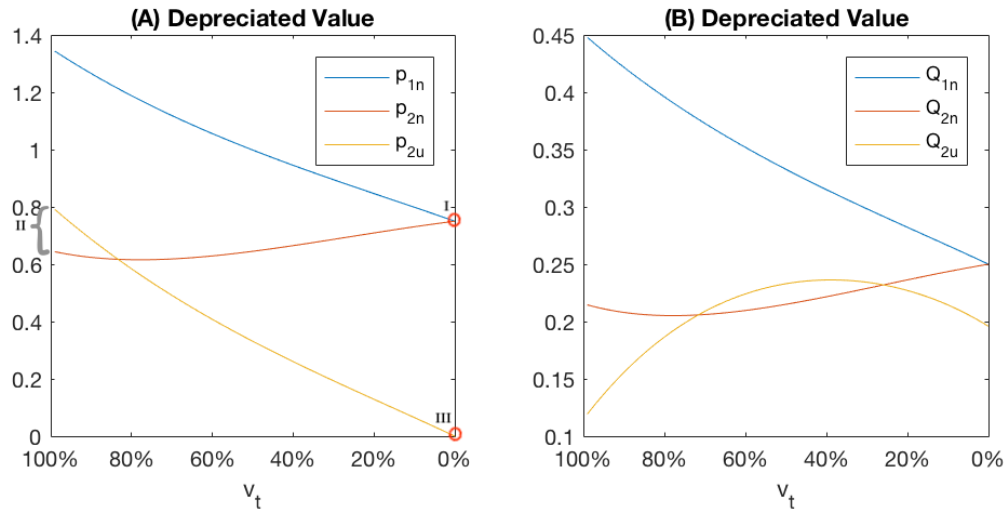 (A) Depreciated Value
1.4
1.2
1
0.8
0.6
0.4
0.2
0
p1n
p2n
p2u
I
II
III
100% 80% 60% 40% 20% 0%
vt
(B) Depreciated Value
0.45
0.4
0.35
0.3
0.25
0.2
0.15
0.1
Q1n
Q2n
Q2u
100% 80% 60% 40% 20% 0%
vt